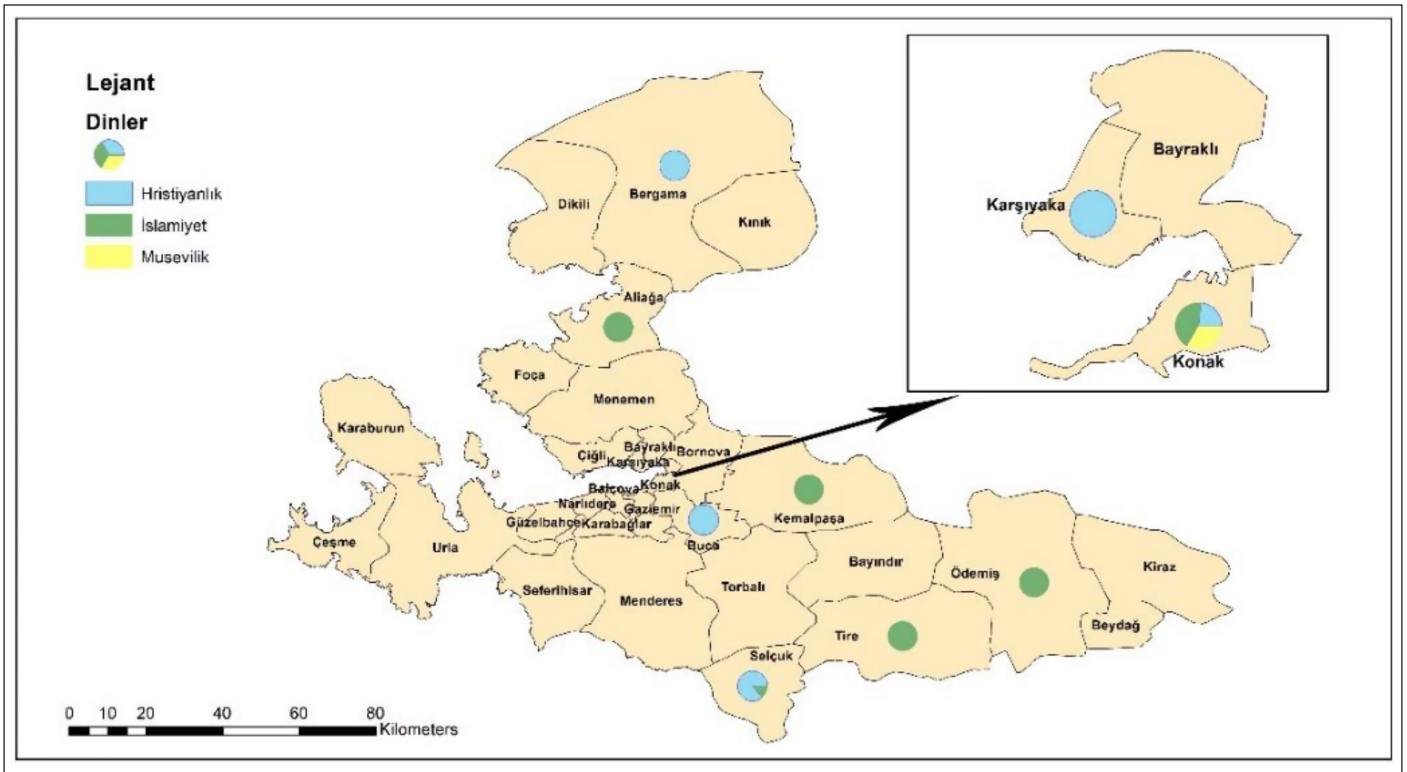 Lejant
Dinler
Hristiyanlık
İslamiyet
Musevilik
Bayraklı
Karşıyaka
Konak
Bergama
Dikili
Kınık
Aliağa
Foça
Menemen
Karaburun
Çiğli
Bayraklı
Bornova
Karşıyaka
Balçova
Konak
Narlıdere
Gaziemir
Güzelbahçe
Karabağlar
Kemalpaşa
Çeşme
Urla
Buca
Bayındır
Ödemiş
Kiraz
Seferihisar
Menderes
Torbalı
Tire
Beydağ
Selçuk
0 10 20 40 60 80
Kilometers